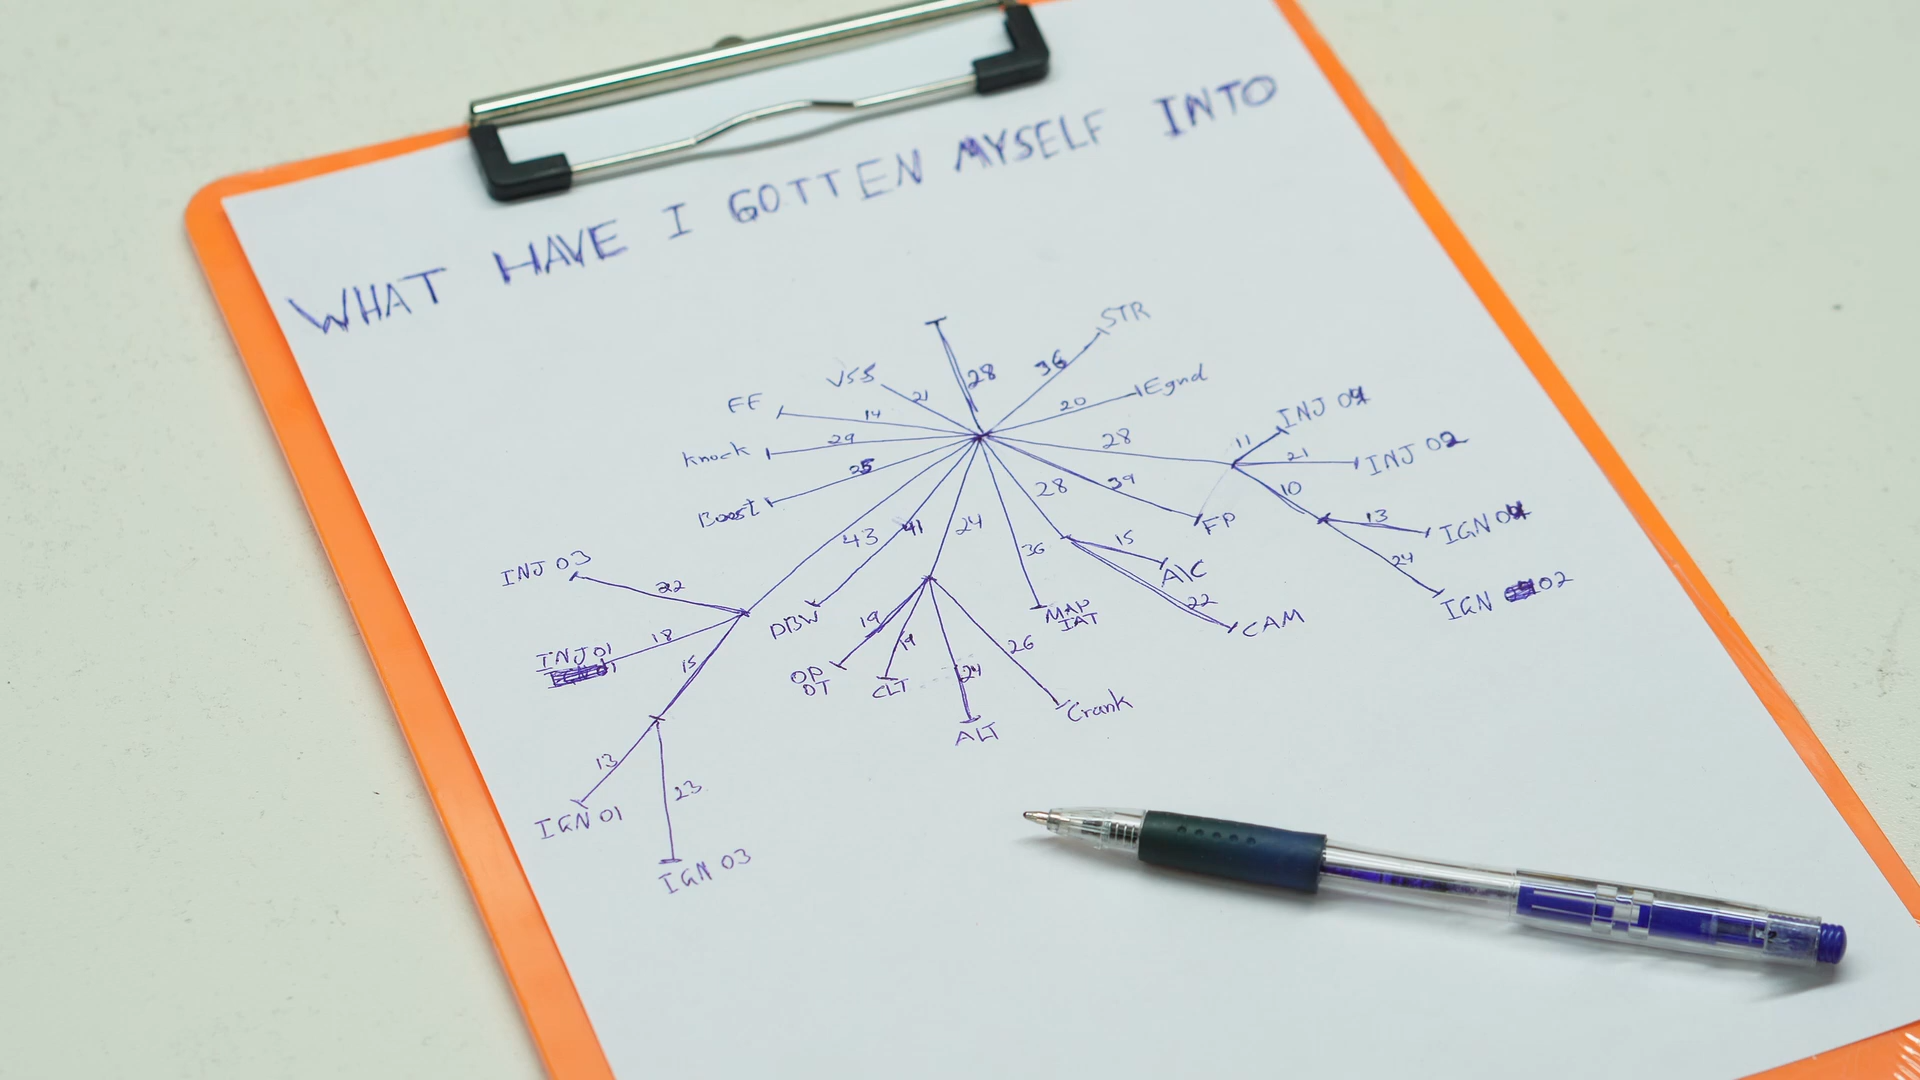 WHAT HAVE I GOTTEN MYSELF INTO
STR
28
36
VSS
21
Egnd
20
FF
14
INJ 04
11
28
Knock
29
INJ 02
21
25
Boost
10
28
39
FP
13
IGN 04
43
41
24
36
15
A/C
24
IGN 02
INJ 03
22
22
CAM
MAP
IAT
DBW
19
19
26
INJ 01
18
15
OP
OT
CLT
24
Crank
ALT
13
23
IGN 01
IGN 03